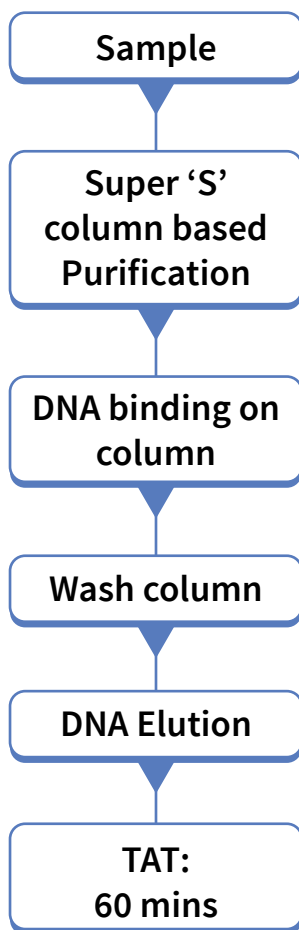 Sample
Super ‘S’
column based
Purification
DNA binding on
column
Wash column
DNA Elution
TAT:
60 mins